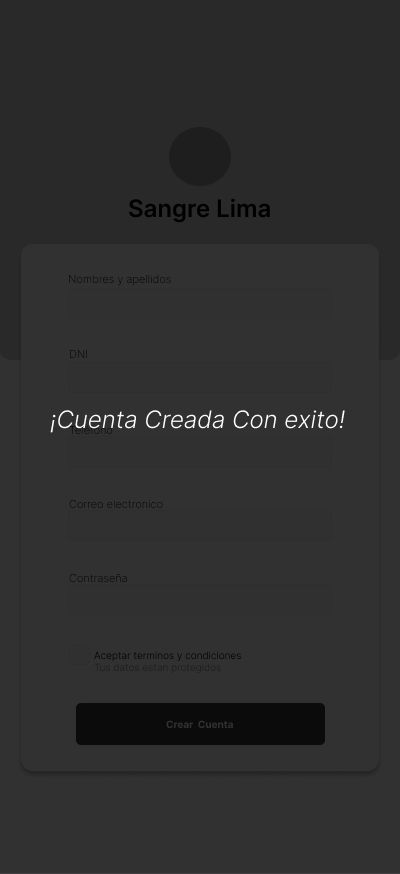 Sangre Lima
Nombres y apellidos
DNI
¡Cuenta Creada Con exito!
Telefono
Correo electronico
Contraseña
Aceptar terminos y condiciones
Tus datos estan protegidos
Crear Cuenta